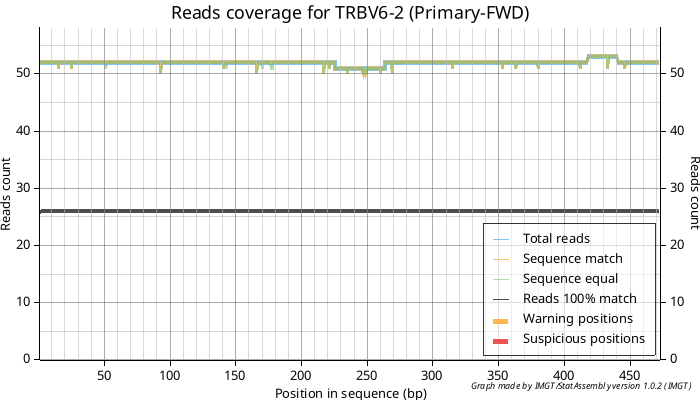 Reads coverage for TRBV6-2 (Primary-FWD)
50
50
40
40
30
30
20
20
10
10
0
0
Reads count
Reads count
Total reads
Sequence match
Sequence equal
Reads 100% match
Warning positions
Suspicious positions
50 100 150 200 250 300 350 400 450
Position in sequence (bp)
Graph made by IMGT/StatAssembly version 1.0.2 (IMGT)